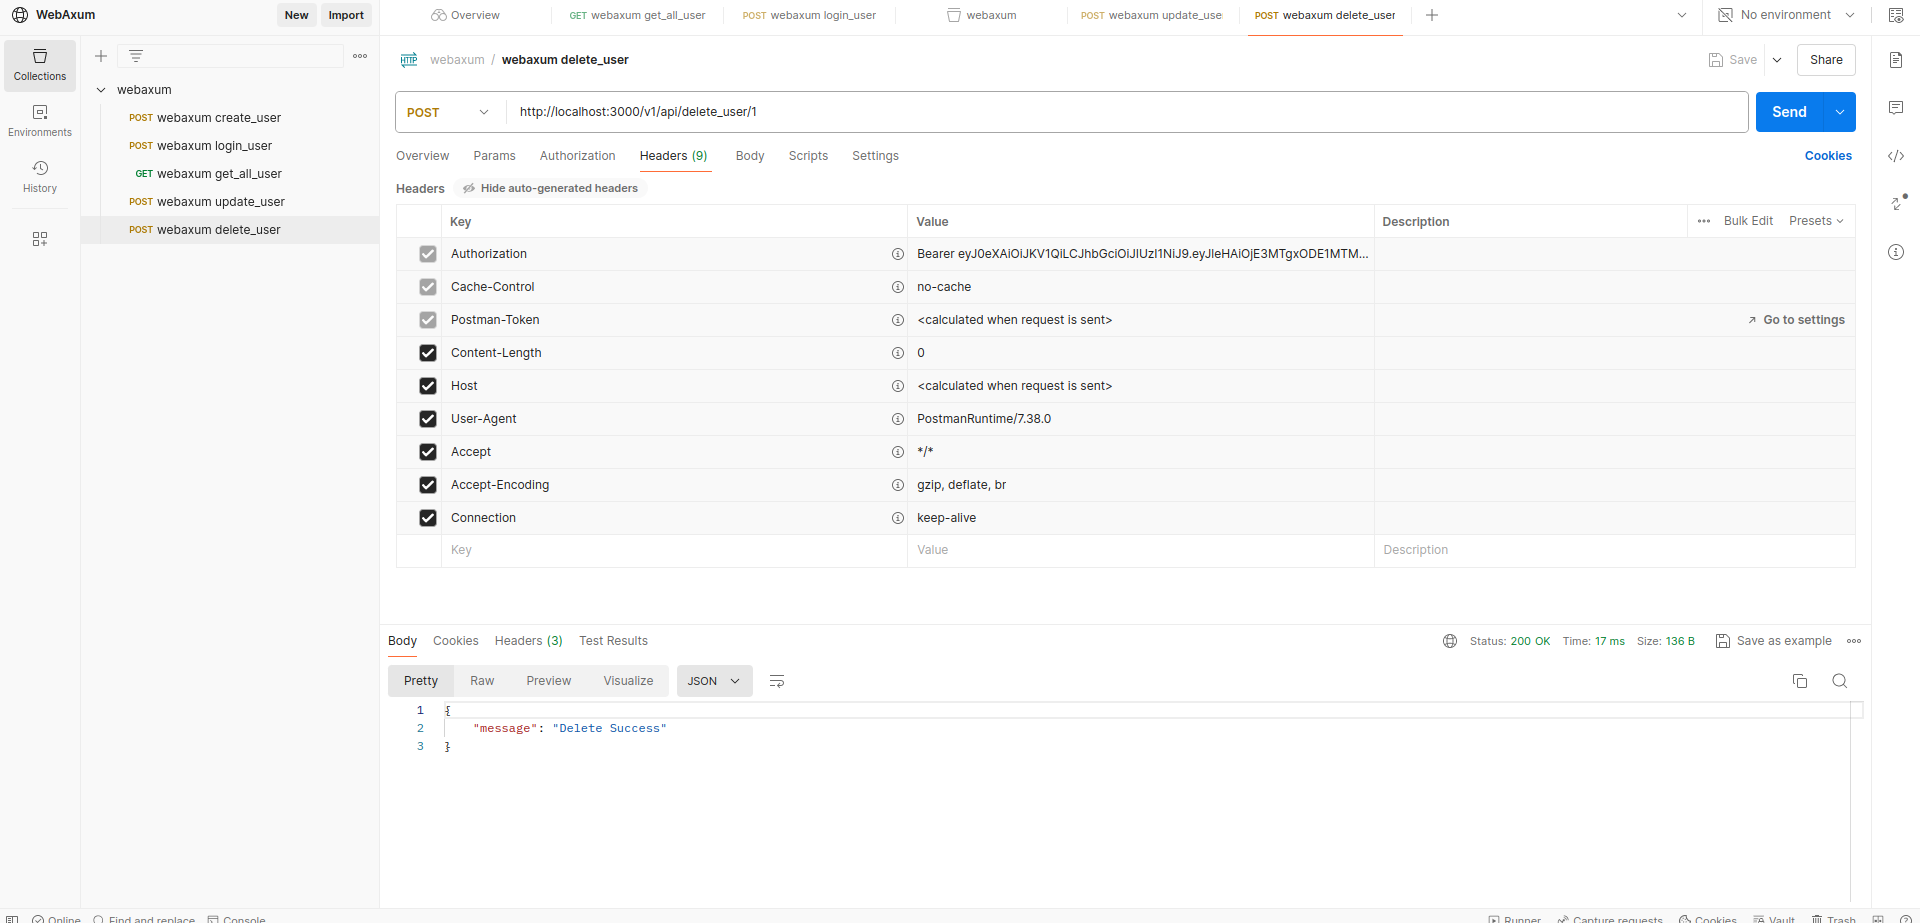 WebAxum
New
Import
Overview
GET webaxum get_all_user
POST webaxum login_user
webaxum
POST webaxum update_use
POST webaxum delete_user
No environment
Collections
Environments
History
webaxum
POST webaxum create_user
POST webaxum login_user
GET webaxum get_all_user
POST webaxum update_user
POST webaxum delete_user
HTTP webaxum / webaxum delete_user
Save
Share
POST
http://localhost:3000/v1/api/delete_user/1
Send
Overview
Params
Authorization
Headers (9)
Body
Scripts
Settings
Cookies
Headers
Hide auto-generated headers
Key
Value
Description
Bulk Edit
Presets
Authorization
Bearer eyJ0eXAiOiJKV1QiLCJhbGciOiJIUzI1NiJ9.eyJleHAiOjE3MTgxODE1MTM...
Cache-Control
no-cache
Postman-Token
<calculated when request is sent>
Go to settings
Content-Length
0
Host
<calculated when request is sent>
User-Agent
PostmanRuntime/7.38.0
Accept
*/*
Accept-Encoding
gzip, deflate, br
Connection
keep-alive
Key
Value
Description
Body
Cookies
Headers (3)
Test Results
Status: 200 OK
Time: 17 ms
Size: 136 B
Save as example
Pretty
Raw
Preview
Visualize
JSON
1 {
2 "message": "Delete Success"
3 }
Online
Find and replace
Console
Runner
Capture requests
Cookies
Vault
Trash